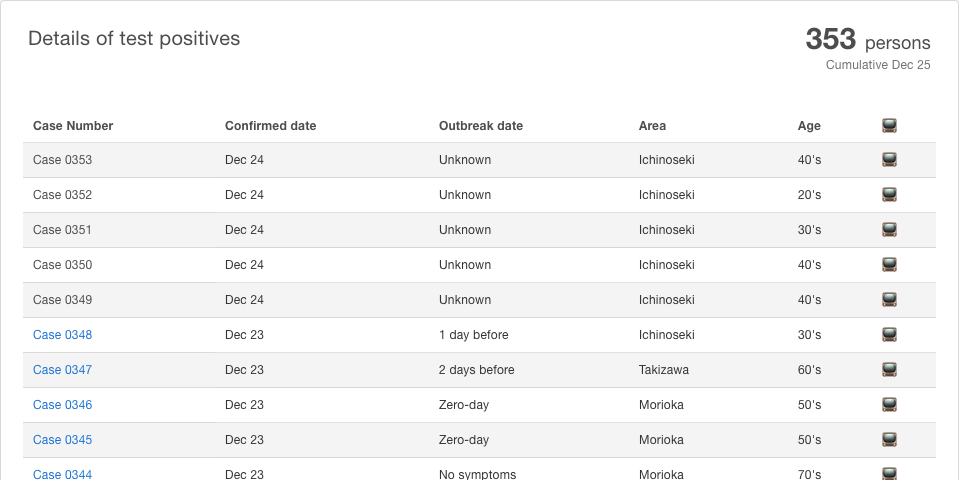 Details of test positives
353 persons
Cumulative Dec 25
Case Number Confirmed date Outbreak date Area Age
Case 0353 Dec 24 Unknown Ichinoseki 40's
Case 0352 Dec 24 Unknown Ichinoseki 20's
Case 0351 Dec 24 Unknown Ichinoseki 30's
Case 0350 Dec 24 Unknown Ichinoseki 40's
Case 0349 Dec 24 Unknown Ichinoseki 40's
Case 0348 Dec 23 1 day before Ichinoseki 30's
Case 0347 Dec 23 2 days before Takizawa 60's
Case 0346 Dec 23 Zero-day Morioka 50's
Case 0345 Dec 23 Zero-day Morioka 50's
Case 0344 Dec 23 No symptoms Morioka 70's